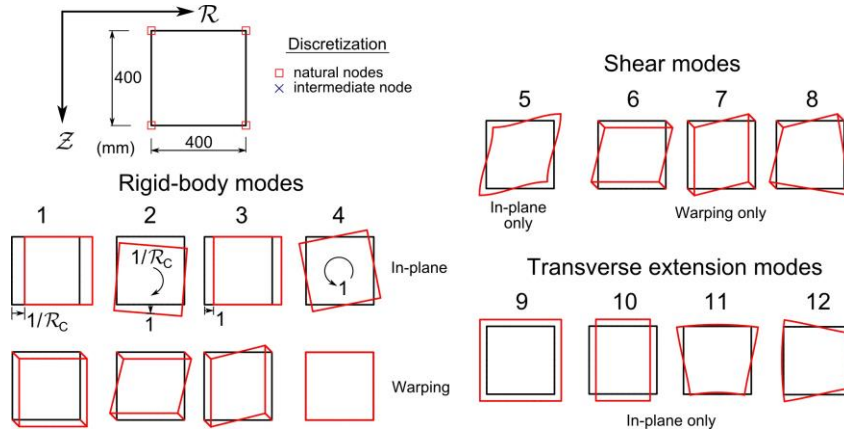 ℛ
Discretization
natural nodes
intermediate node
400
𝒵
(mm)
400
Rigid-body modes
1 2 3 4
1/ℛ_C
1
In-plane
1/ℛ_C
1
1
Warping
Shear modes
5 6 7 8
In-plane
only
Warping only
Transverse extension modes
9 10 11 12
In-plane only